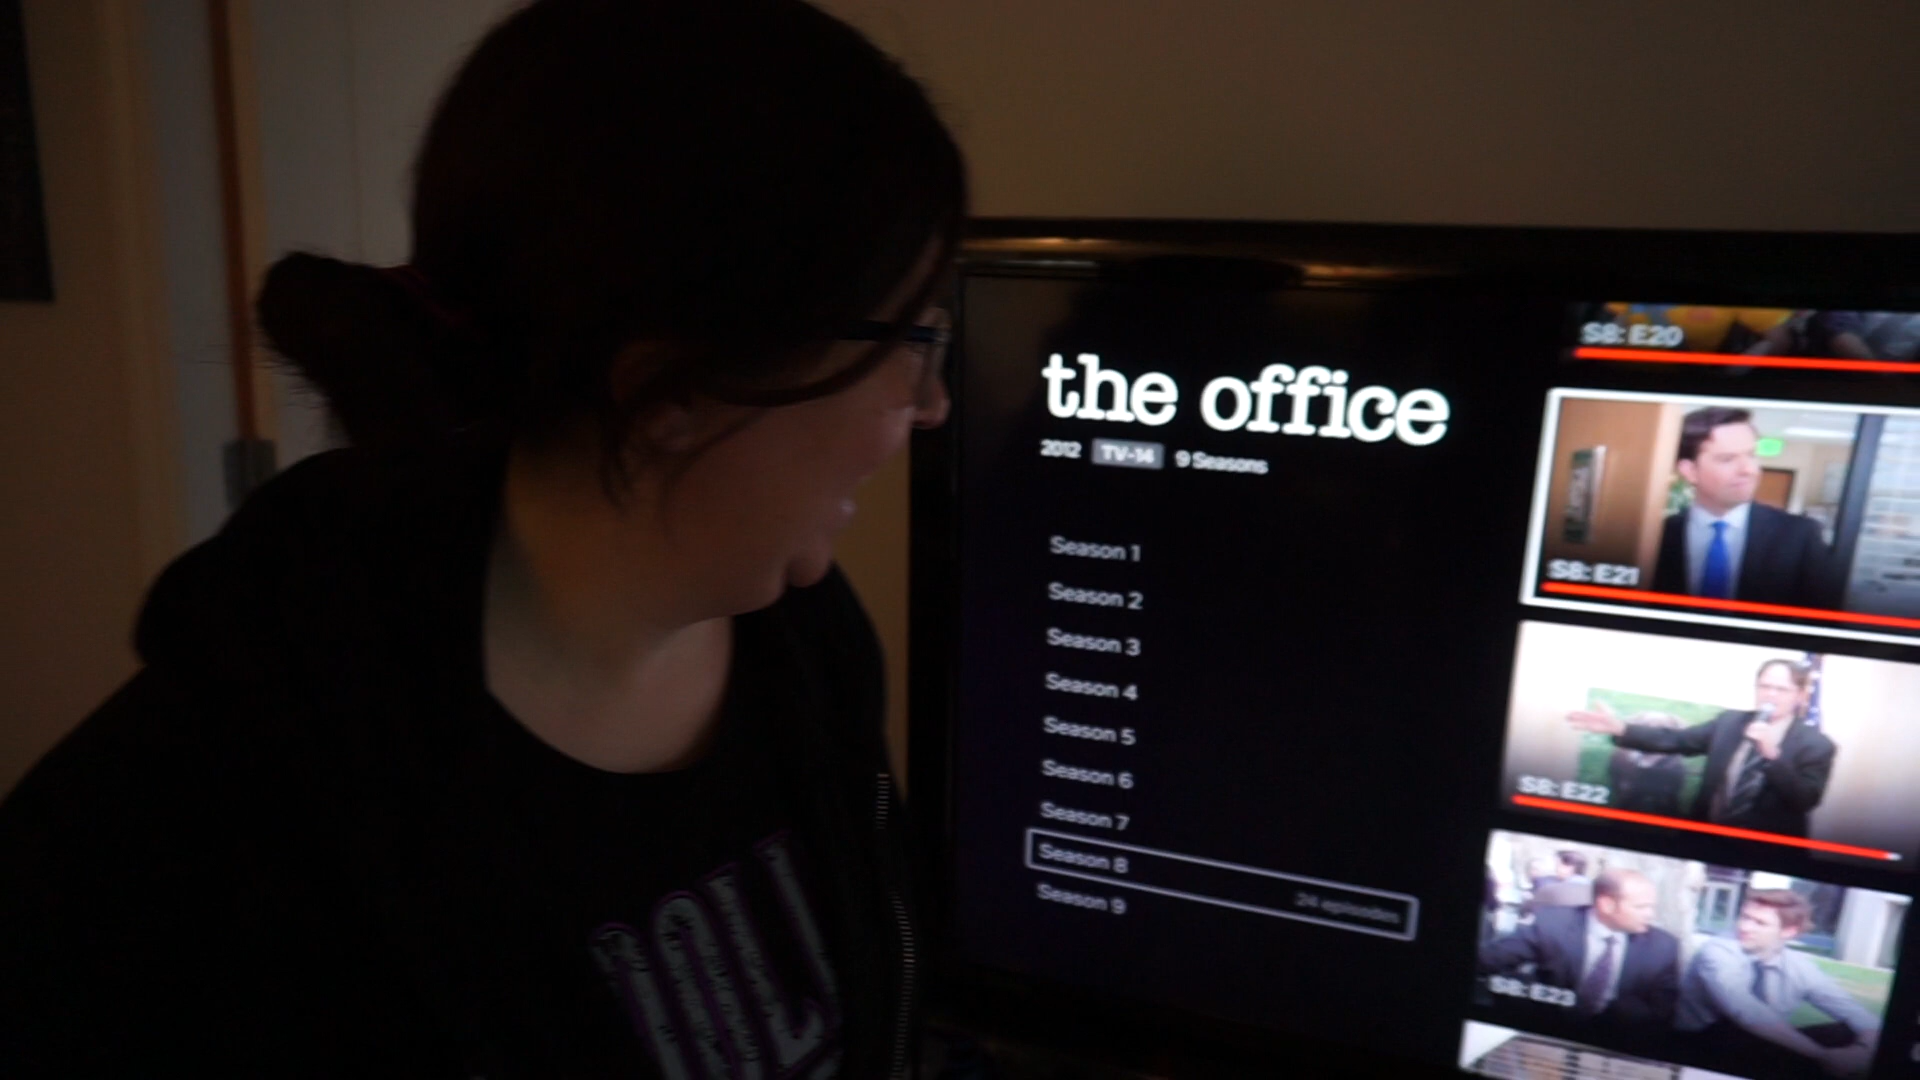 the office
2012 TV-14 9 Seasons
Season 1
Season 2
Season 3
Season 4
Season 5
Season 6
Season 7
Season 8 24 episodes
Season 9
S8: E20
S8: E21
S8: E22
S8: E23